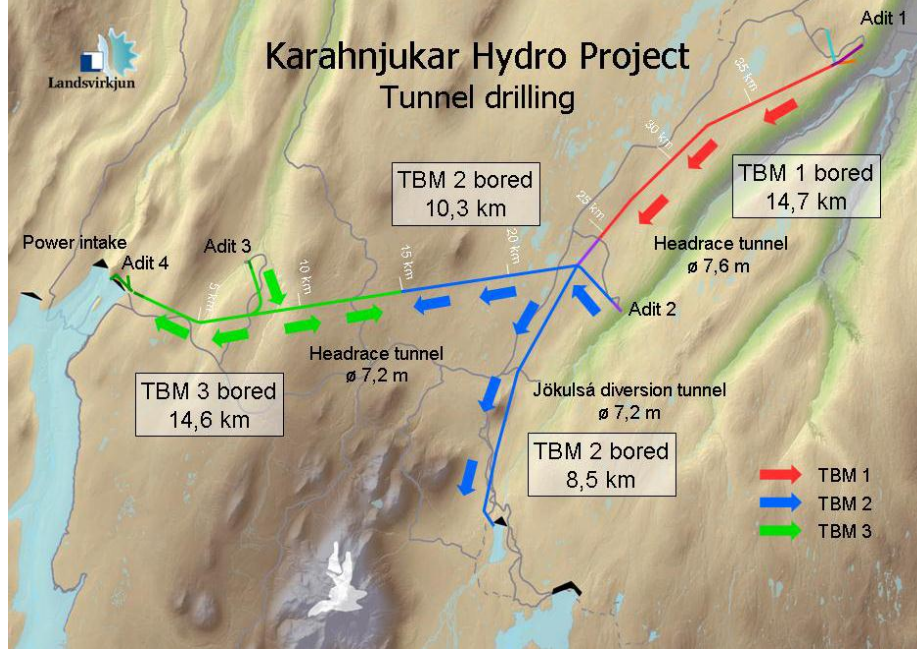 Landsvirkjun
Karahnjukar Hydro Project
Tunnel drilling
Adit 1
35 km
30 km
TBM 2 bored
10,3 km
TBM 1 bored
14,7 km
25 km
20 km
15 km
Headrace tunnel
ø 7,6 m
Power intake
Adit 4
Adit 3
5 km
10 km
Adit 2
Headrace tunnel
ø 7,2 m
TBM 3 bored
14,6 km
Jökulsá diversion tunnel
ø 7,2 m
TBM 2 bored
8,5 km
TBM 1
TBM 2
TBM 3